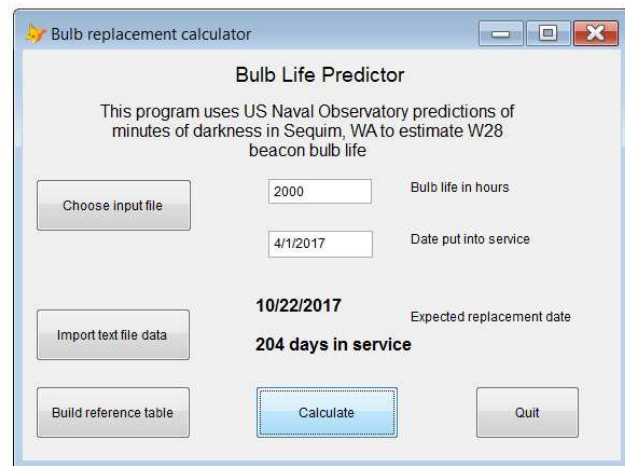 Bulb replacement calculator
Bulb Life Predictor
This program uses US Naval Observatory predictions of
minutes of darkness in Sequim, WA to estimate W28
beacon bulb life
Choose input file
2000
Bulb life in hours
4/1/2017
Date put into service
Import text file data
10/22/2017
Expected replacement date
204 days in service
Build reference table
Calculate
Quit